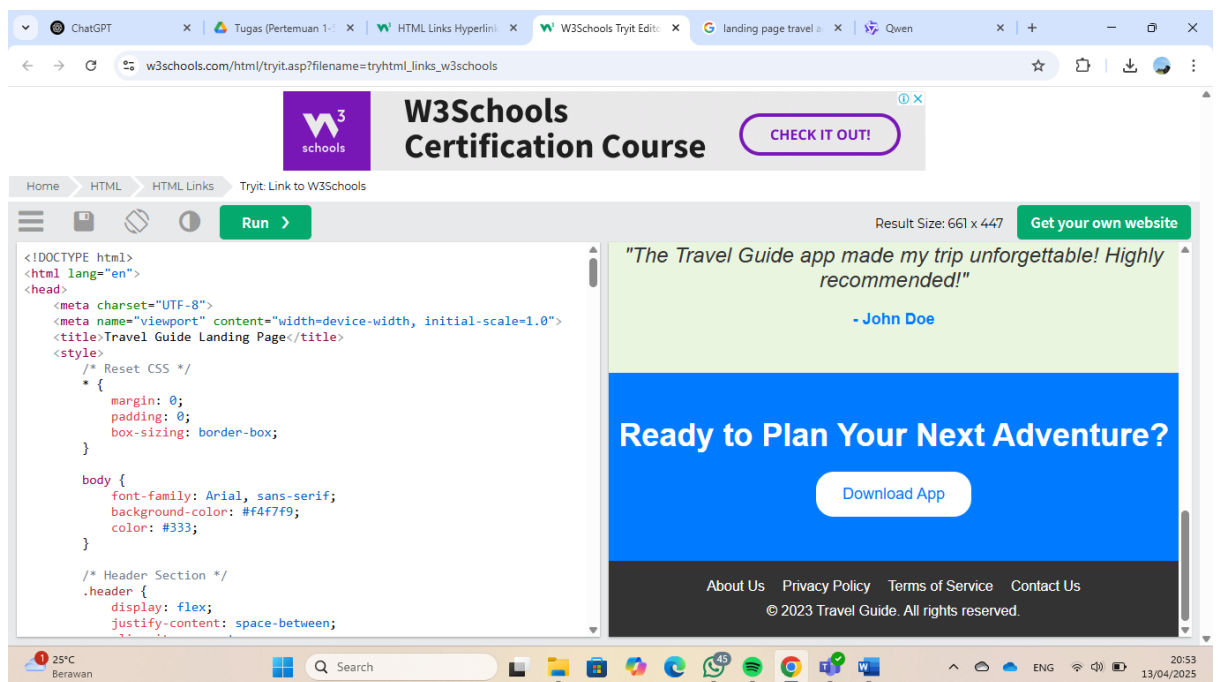 ChatGPT
Tugas (Pertemuan 1-
HTML Links Hyperlink
W3Schools Tryit Edito
landing page travel a
Qwen
w3schools.com/html/tryit.asp?filename=tryhtml_links_w3schools
W3 schools
W3Schools
Certification Course
CHECK IT OUT!
Home
HTML
HTML Links
Tryit: Link to W3Schools
Run ❯
Result Size: 661 x 447
Get your own website
<!DOCTYPE html>
<html lang="en">
<head>
    <meta charset="UTF-8">
    <meta name="viewport" content="width=device-width, initial-scale=1.0">
    <title>Travel Guide Landing Page</title>
    <style>
        /* Reset CSS */
        * {
            margin: 0;
            padding: 0;
            box-sizing: border-box;
        }
        body {
            font-family: Arial, sans-serif;
            background-color: #f4f7f9;
            color: #333;
        }
        /* Header Section */
        .header {
            display: flex;
            justify-content: space-between;
"The Travel Guide app made my trip unforgettable! Highly
recommended!"
- John Doe
Ready to Plan Your Next Adventure?
Download App
About Us Privacy Policy Terms of Service Contact Us
© 2023 Travel Guide. All rights reserved.
1
25°C
Berawan
Search
45
ENG
20:53
13/04/2025